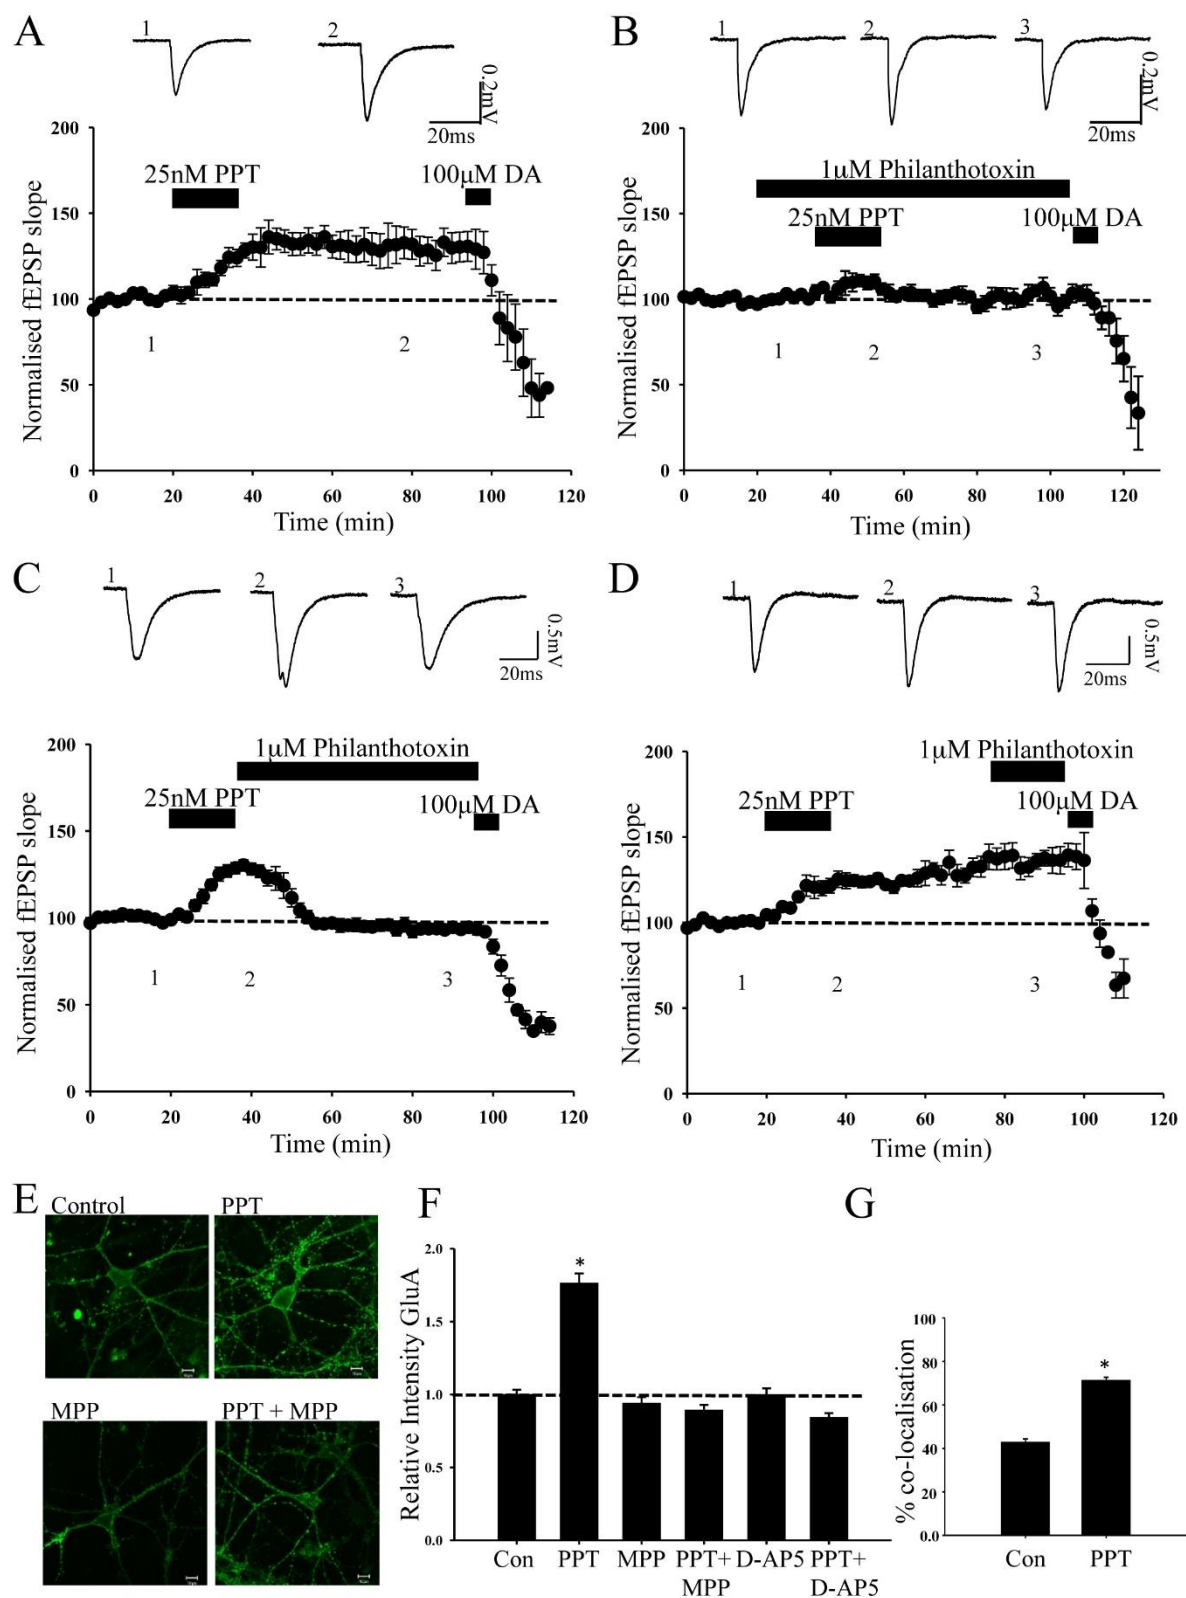 A
1
2
0.2mV
20ms
200
150
100
50
0
25nM PPT
100µM DA
1
2
Normalised fEPSP slope
0 20 40 60 80 100 120
Time (min)
B
1
2
3
0.2mV
20ms
200
150
100
50
0
1µM Philanthotoxin
25nM PPT
100µM DA
1
2
3
Normalised fEPSP slope
0 20 40 60 80 100 120
Time (min)
C
1
2
3
0.5mV
20ms
200
150
100
50
0
1µM Philanthotoxin
25nM PPT
100µM DA
1
2
3
Normalised fEPSP slope
0 20 40 60 80 100 120
Time (min)
D
1
2
3
0.5mV
20ms
200
150
100
50
0
1µM Philanthotoxin
25nM PPT
100µM DA
1
2
3
Normalised fEPSP slope
0 20 40 60 80 100 120
Time (min)
E
Control
PPT
MPP
PPT + MPP
F
2.0
1.5
1.0
0.5
0.0
*
Relative Intensity GluA
Con PPT MPP PPT+ D-AP5 PPT+
MPP D-AP5
G
100
80
60
40
20
0.0
*
% co-localisation
Con PPT